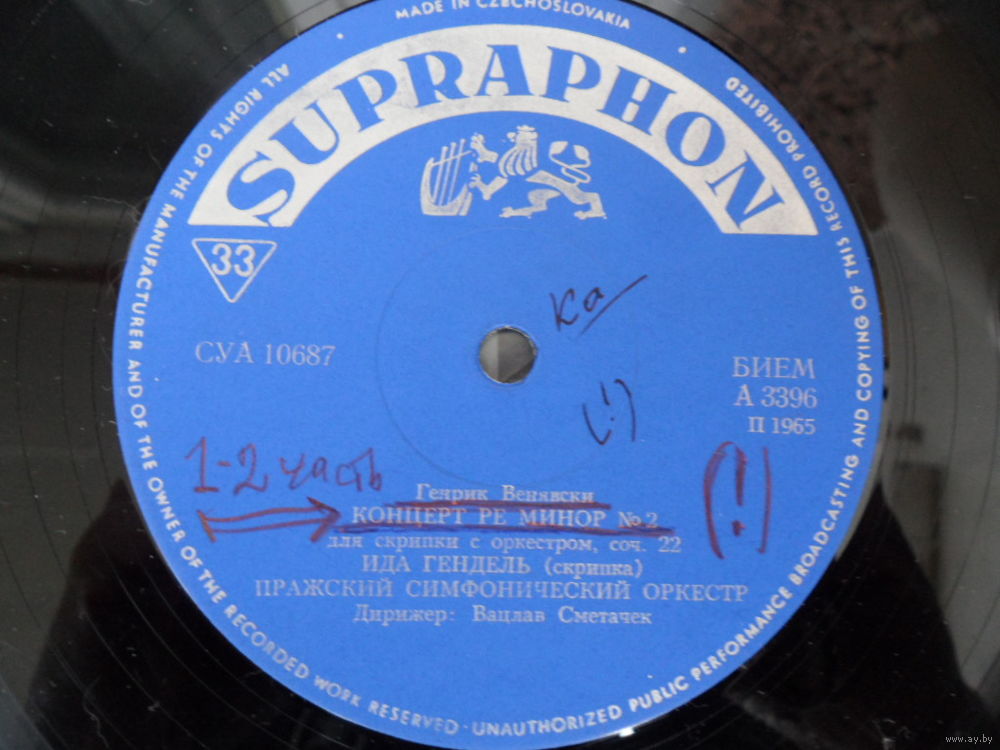 MADE IN CZECHOSLOVAKIA
ALL RIGHTS OF THE MANUFACTURER AND OF THE OWNER OF THE RECORDED WORK RESERVED · UNAUTHORIZED PUBLIC PERFORMANCE BROADCASTING AND COPYING OF THIS RECORD PROHIBITED
SUPRAPHON
33
Ка
СУА 10687
БИЕМ
А 3396
П 1965
(!)
1-2 часть
(!)
Генрик Венявски
КОНЦЕРТ РЕ МИНОР №2
для скрипки с оркестром, соч. 22
ИДА ГЕНДЕЛЬ (скрипка)
ПРАЖСКИЙ СИМФОНИЧЕСКИЙ ОРКЕСТР
Дирижер: Вацлав Сметачек
www.ay.by